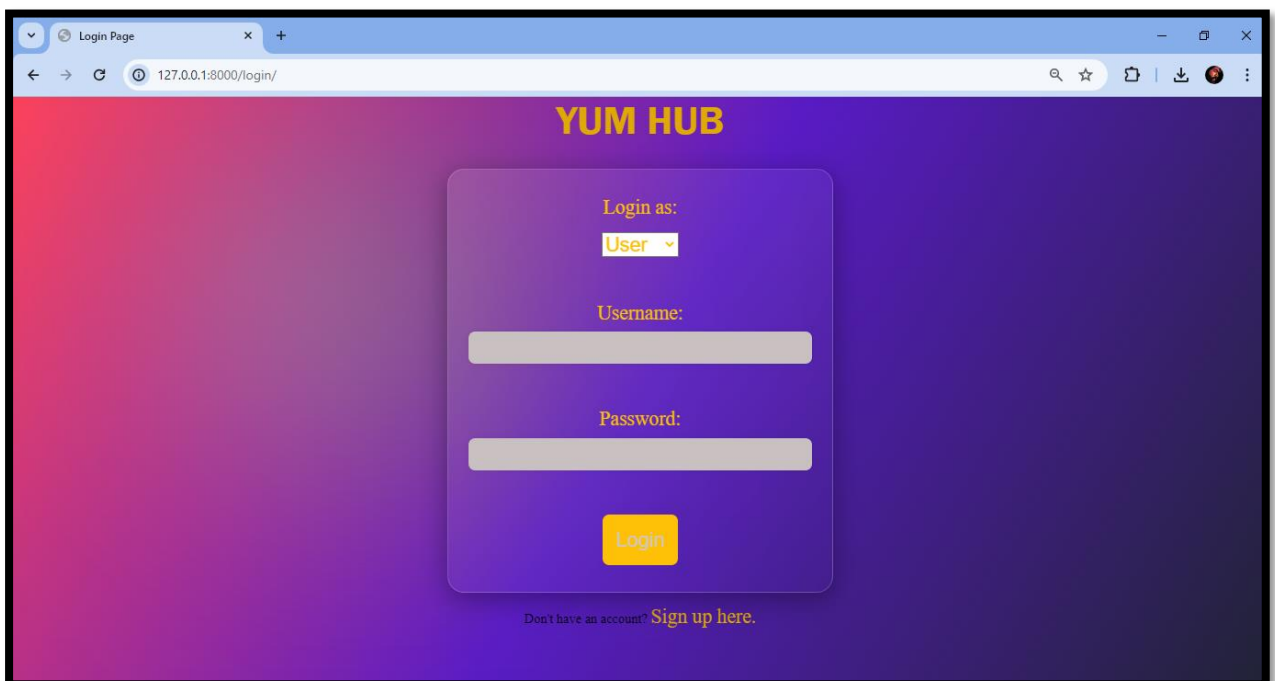 Login Page
127.0.0.1:8000/login/
YUM HUB
Login as:
User
Username:
Password:
Login
Don't have an account? Sign up here.